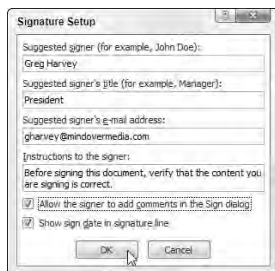 Signature Setup
Suggested signer (for example, John Doe):
Greg Harvey
Suggested signer's title (for example, Manager):
President
Suggested signer's e-mail address:
gharvey@mindovermedia.com
Instructions to the signer:
Before signing this document, verify that the content you
are signing is correct.
Allow the signer to add comments in the Sign dialog
Show sign date in signature line
OK Cancel